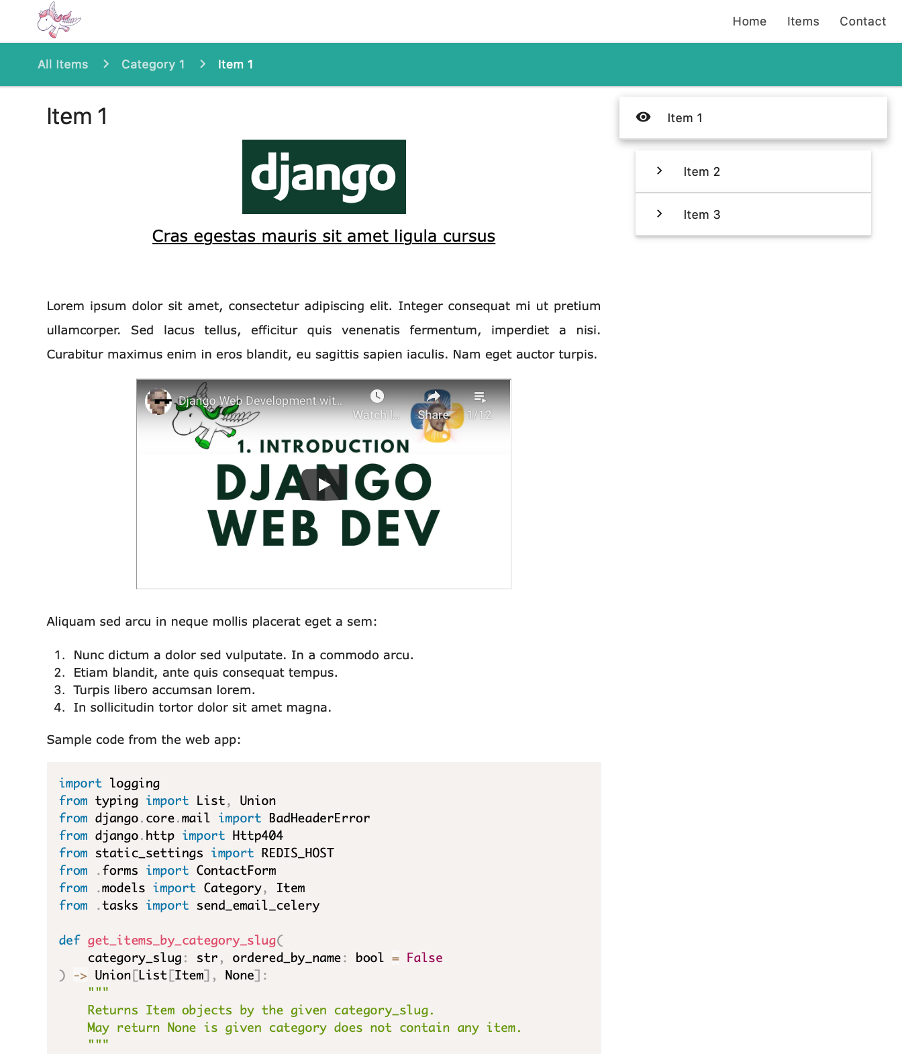 Home Items Contact
All Items > Category 1 > Item 1
Item 1
django
Cras egestas mauris sit amet ligula cursus
Lorem ipsum dolor sit amet, consectetur adipiscing elit. Integer consequat mi ut pretium
ullamcorper. Sed lacus tellus, efficitur quis venenatis fermentum, imperdiet a nisi.
Curabitur maximus enim in eros blandit, eu sagittis sapien iaculis. Nam eget auctor turpis.
Django Web Development wit...
Watch l... Share 1/12
1. INTRODUCTION
DJANGO
WEB DEV
Aliquam sed arcu in neque mollis placerat eget a sem:
1. Nunc dictum a dolor sed vulputate. In a commodo arcu.
2. Etiam blandit, ante quis consequat tempus.
3. Turpis libero accumsan lorem.
4. In sollicitudin tortor dolor sit amet magna.
Sample code from the web app:
import logging
from typing import List, Union
from django.core.mail import BadHeaderError
from django.http import Http404
from static_settings import REDIS_HOST
from .forms import ContactForm
from .models import Category, Item
from .tasks import send_email_celery
def get_items_by_category_slug(
    category_slug: str, ordered_by_name: bool = False
) -> Union[List[Item], None]:
    """
    Returns Item objects by the given category_slug.
    May return None is given category does not contain any item.
    """
Item 1
> Item 2
> Item 3